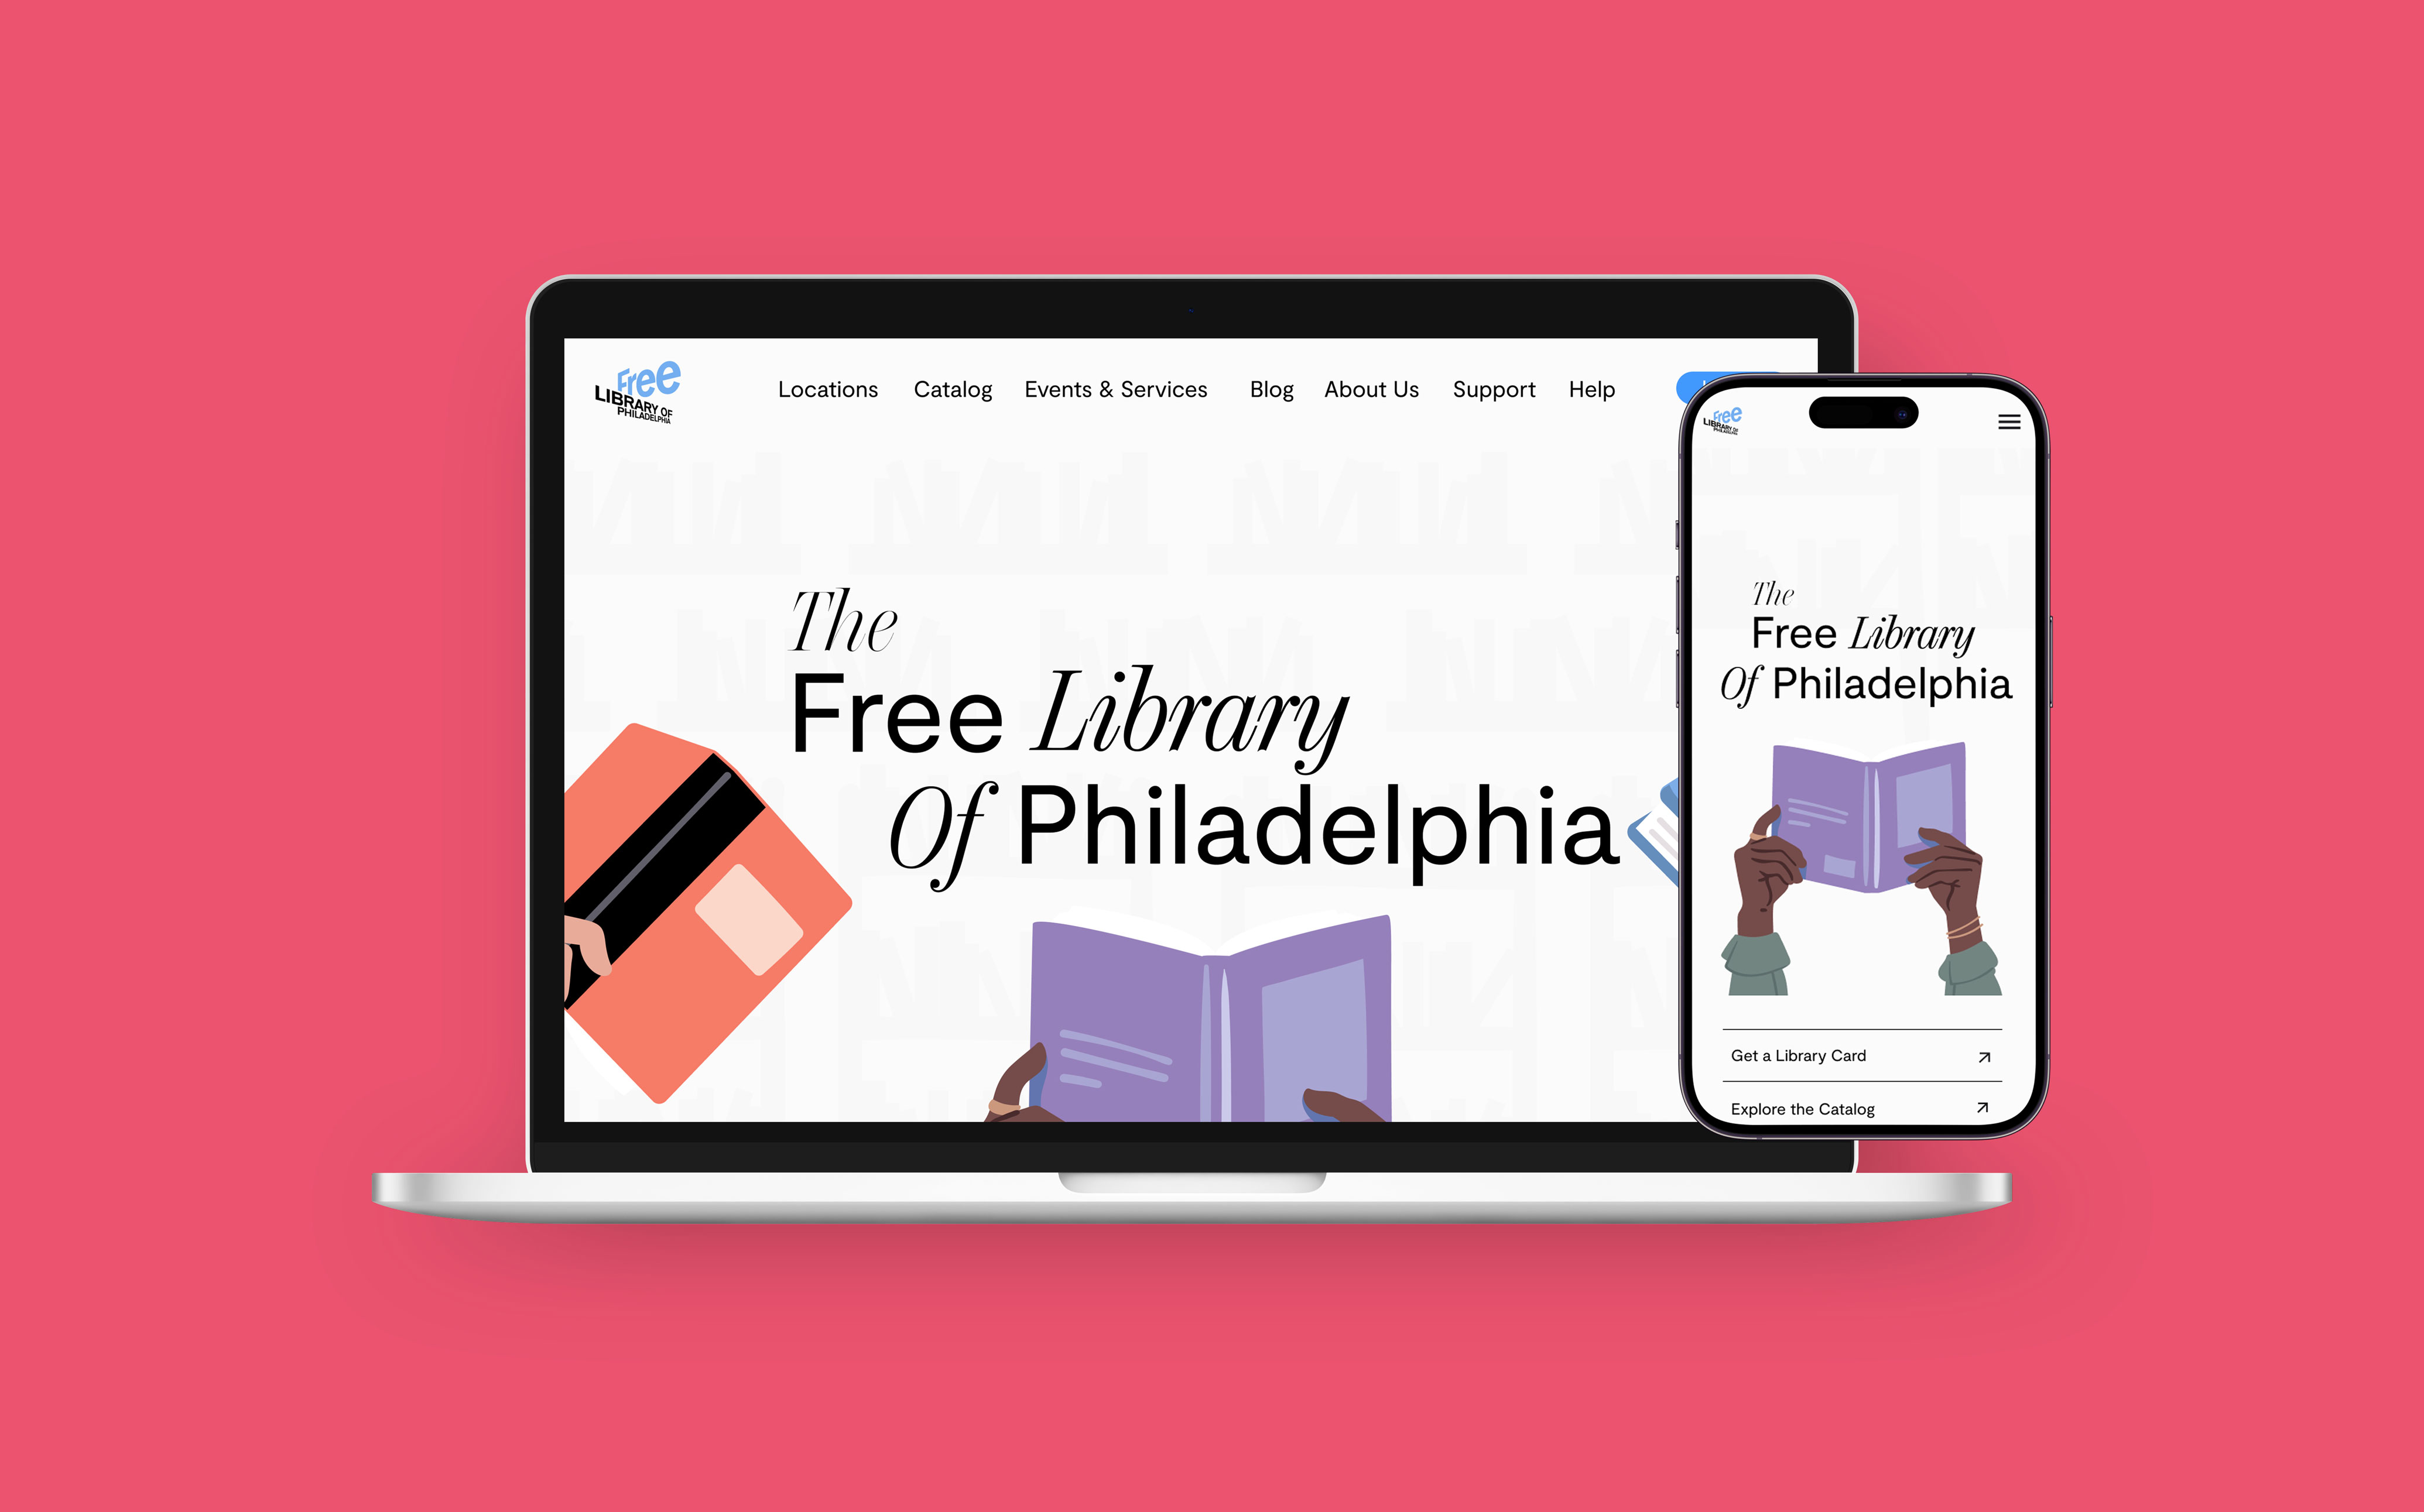 Free
LIBRARY OF
PHILADELPHIA
Locations Catalog Events & Services Blog About Us Support Help
The
Free Library
Of Philadelphia
Free
LIBRARY OF
PHILADELPHIA
The
Free Library
Of Philadelphia
Get a Library Card
Explore the Catalog